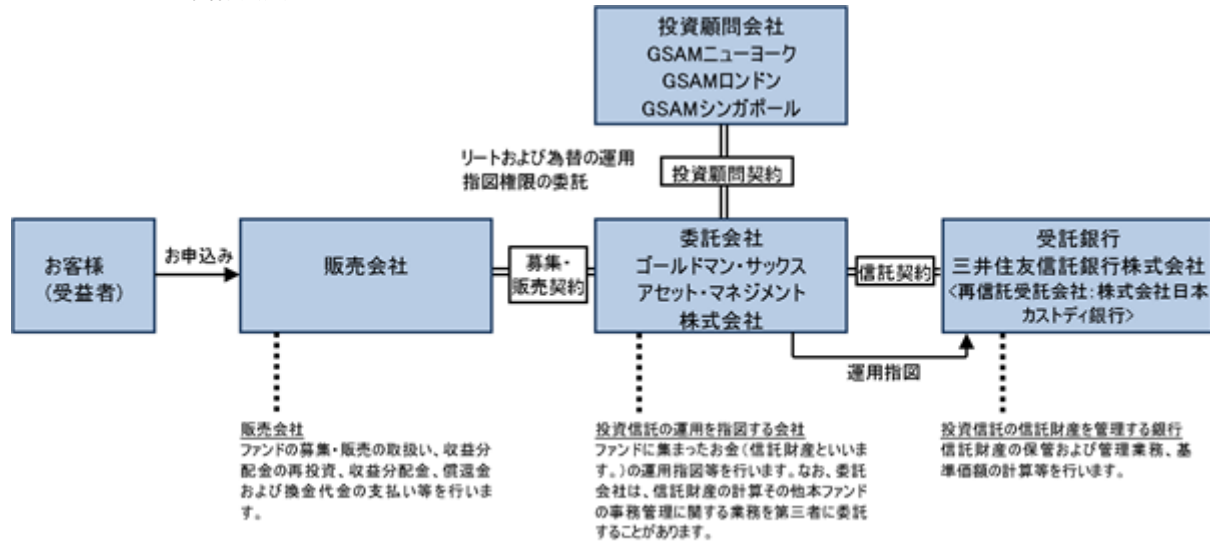 投資顧問会社
GSAMニューヨーク
GSAMロンドン
GSAMシンガポール
リートおよび為替の運用
指図権限の委託
投資顧問契約
お客様
（受益者）
お申込み
販売会社
募集・
販売契約
委託会社
ゴールドマン・サックス
アセット・マネジメント
株式会社
信託契約
受託銀行
三井住友信託銀行株式会社
<再信託受託会社：株式会社日本
カストディ銀行>
運用指図
販売会社
ファンドの募集・販売の取扱い、収益分
配金の再投資、収益分配金、償還金
および換金代金の支払い等を行いま
す。
投資信託の運用を指図する会社
ファンドに集まったお金（信託財産といいま
す。）の運用指図等を行います。なお、委託
会社は、信託財産の計算その他本ファンド
の事務管理に関する業務を第三者に委託
することがあります。
投資信託の信託財産を管理する銀行
信託財産の保管および管理業務、基
準価額の計算等を行います。